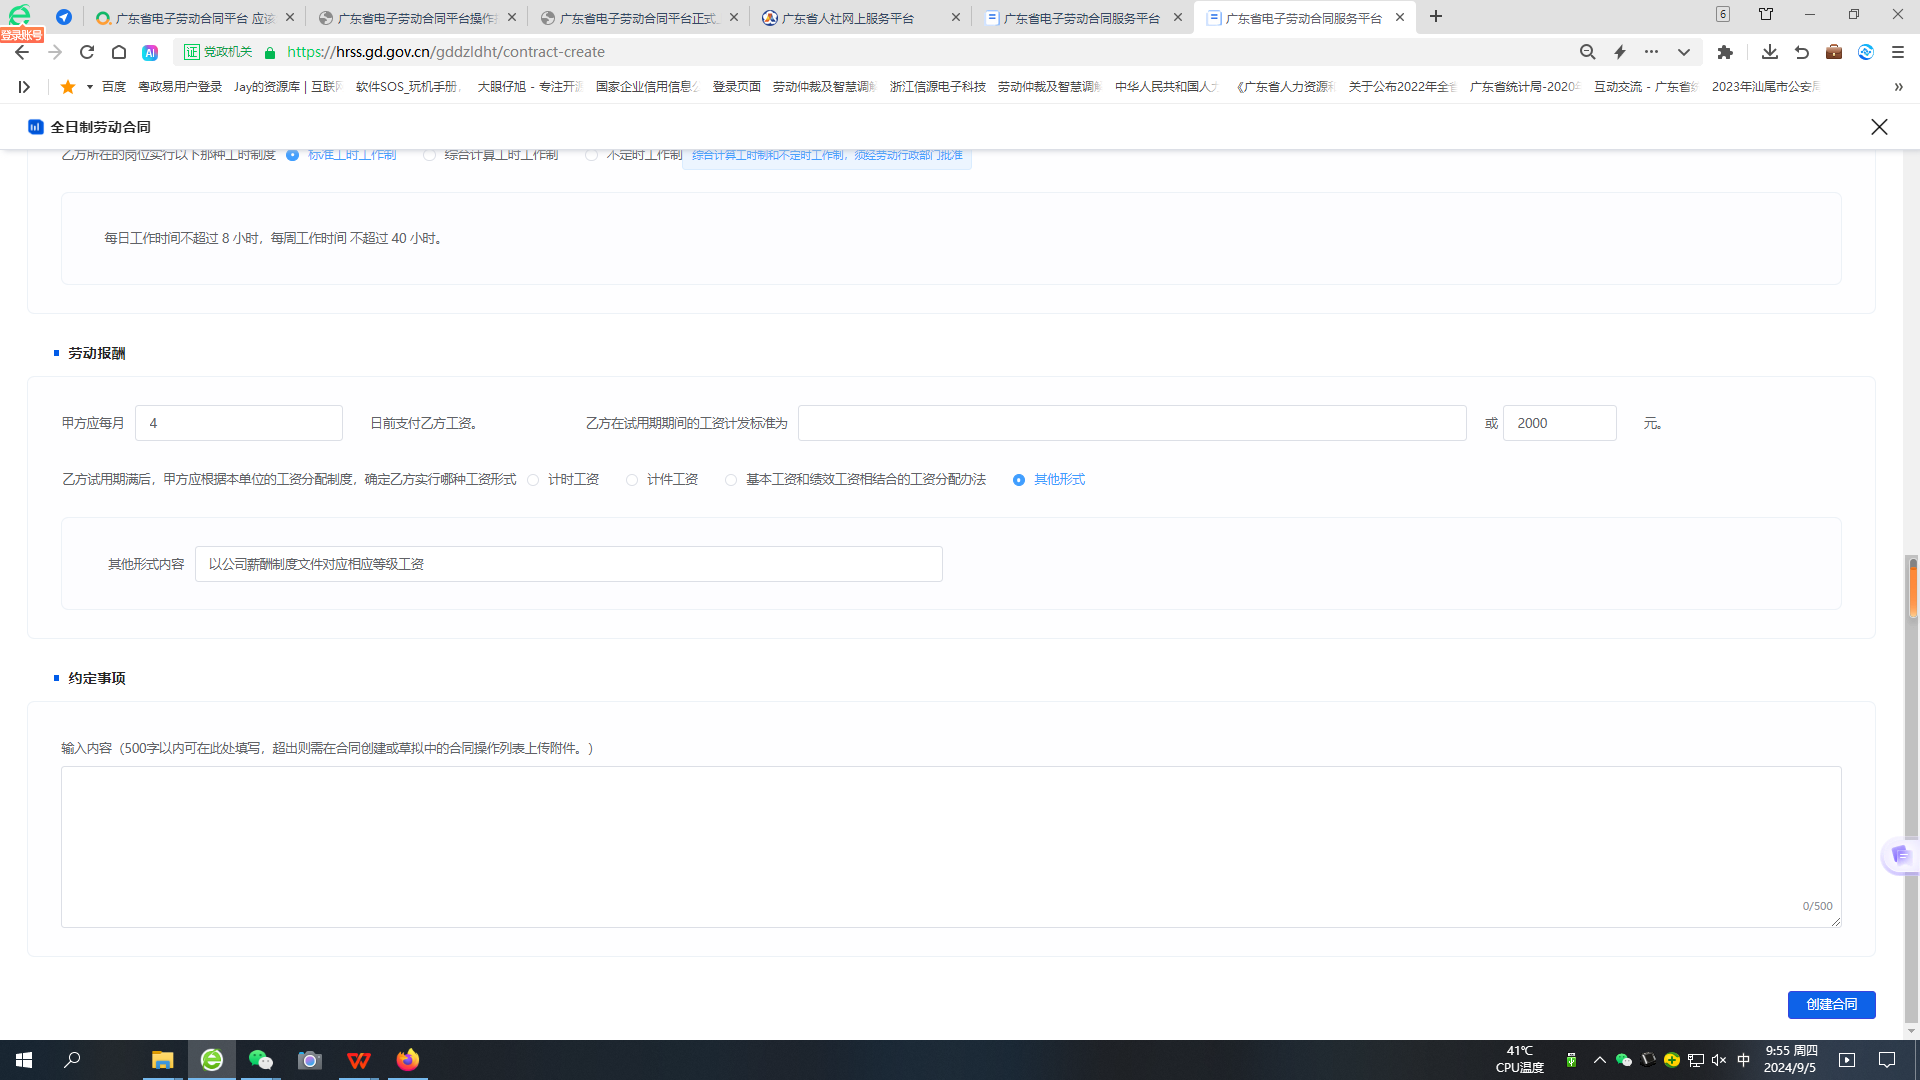 广东省电子劳动合同平台 应该
广东省电子劳动合同平台操作
广东省电子劳动合同平台正式
广东省人社网上服务平台
广东省电子劳动合同服务平台
广东省电子劳动合同服务平台
6
登录账号
AI
证 党政机关
https://hrss.gd.gov.cn/gddzldht/contract-create
百度
粤政易用户登录
Jay的资源库 | 互联
软件SOS_玩机手册
大眼仔旭 - 专注开
国家企业信用信息
登录页面
劳动仲裁及智慧调
浙江信源电子科技
劳动仲裁及智慧调
中华人民共和国人
《广东省人力资源
关于公布2022年全
广东省统计局-2020
互动交流 - 广东省
2023年汕尾市公安
全日制劳动合同
乙方所在的岗位实行以下那种工时制度 标准工时工作制 综合计算工时工作制 不定时工作制 综合计算工时制和不定时工作制，须经劳动行政部门批准
每日工作时间不超过 8 小时，每周工作时间 不超过 40 小时。
劳动报酬
甲方应每月 4 日前支付乙方工资。 乙方在试用期期间的工资计发标准为 或 2000 元。
乙方试用期满后，甲方应根据本单位的工资分配制度，确定乙方实行哪种工资形式 计时工资 计件工资 基本工资和绩效工资相结合的工资分配办法 其他形式
其他形式内容 以公司薪酬制度文件对应相应等级工资
约定事项
输入内容（500字以内可在此处填写，超出则需在合同创建或草拟中的合同操作列表上传附件。）
0/500
创建合同
41℃
CPU温度
中
9:55 周四
2024/9/5